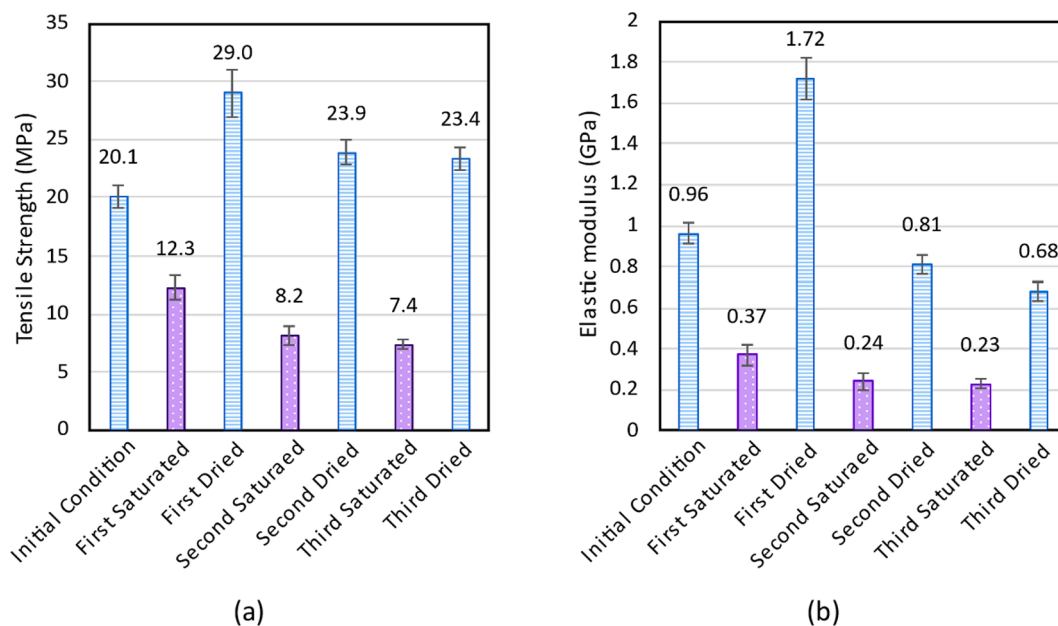 35
30
25
20
15
10
5
0
Tensile Strength (MPa)
20.1
12.3
29.0
8.2
23.9
7.4
23.4
Initial Condition
First Saturated
First Dried
Second Saturaed
Second Dried
Third Saturated
Third Dried
(a)
2
1.8
1.6
1.4
1.2
1
0.8
0.6
0.4
0.2
0
Elastic modulus (GPa)
0.96
0.37
1.72
0.24
0.81
0.23
0.68
Initial Condition
First Saturated
First Dried
Second Saturaed
Second Dried
Third Saturated
Third Dried
(b)